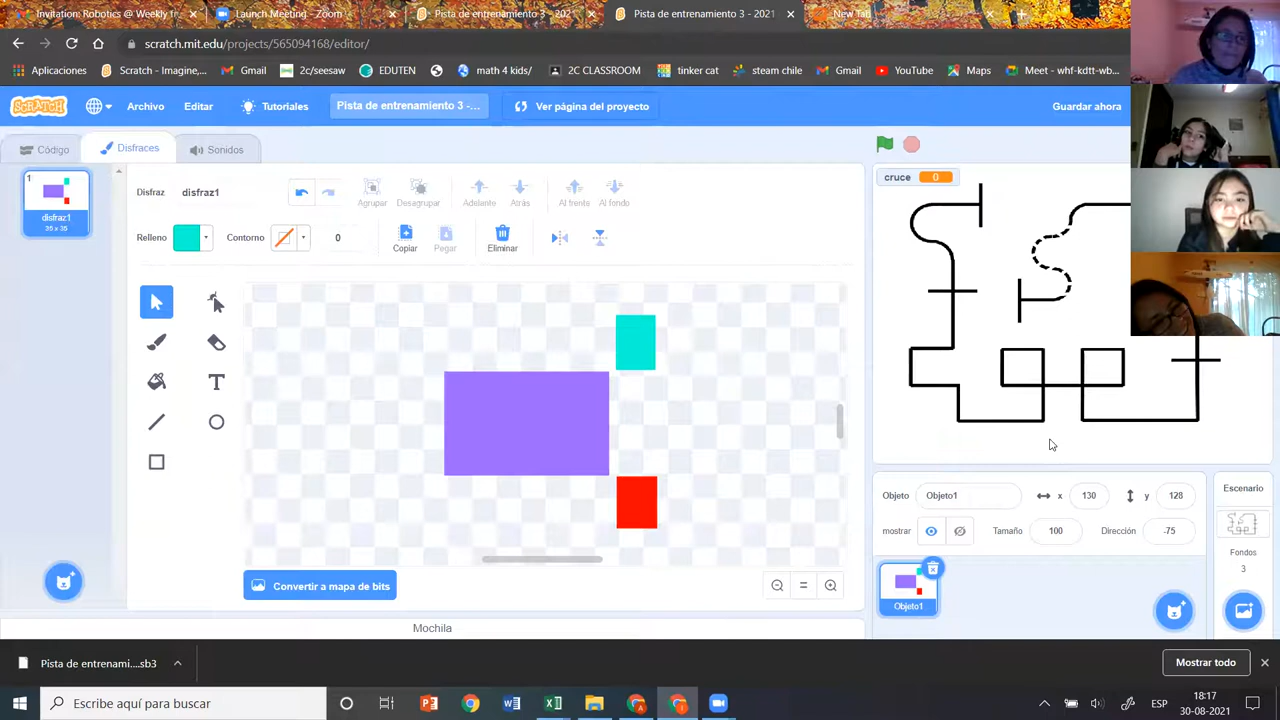 Invitation: Robotics @ Weekly
Launch Meeting - Zoom
Pista de entrenamiento 3 - 2021
Pista de entrenamiento 3 - 2021
New Tab
scratch.mit.edu/projects/565094168/editor/
Aplicaciones
Scratch - Imagine,...
Gmail
2c/seesaw
EDUTEN
math 4 kids/
2C CLASSROOM
tinker cat
steam chile
Gmail
YouTube
Maps
Meet - whf-kdtt-wb...
SCRATCH
Archivo
Editar
Tutoriales
Pista de entrenamiento 3 -...
Ver página del proyecto
Guardar ahora
Código
Disfraces
Sonidos
1
disfraz1
35 x 35
Disfraz
disfraz1
Agrupar
Desagrupar
Adelante
Atrás
Al frente
Al fondo
Relleno
Contorno
0
Copiar
Pegar
Eliminar
T
Convertir a mapa de bits
cruce
0
Objeto
Objeto1
x
130
y
128
mostrar
Tamaño
100
Dirección
-75
Objeto1
Escenario
Fondos
3
Mochila
Pista de entrenami....sb3
Mostrar todo
Escribe aquí para buscar
ESP
18:17
30-08-2021